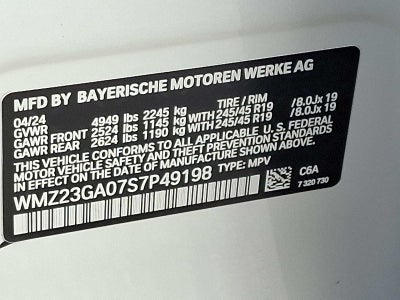 MFD BY BAYERISCHE MOTOREN WERKE AG
04/24 TIRE / RIM
GVWR 4949 lbs 2245 kg
GAWR FRONT 2524 lbs 1145 kg WITH 245/45 R19 /8.0Jx 19
GAWR REAR 2624 lbs 1190 kg WITH 245/45 R19 /8.0Jx 19
THIS VEHICLE CONFORMS TO ALL APPLICABLE U.S. FEDERAL
MOTOR VEHICLE SAFETY STANDARDS IN EFFECT ON
THE DATE OF MANUFACTURE SHOWN ABOVE.
WMZ23GA07S7P49198 TYPE: MPV
C6A
7 320 730